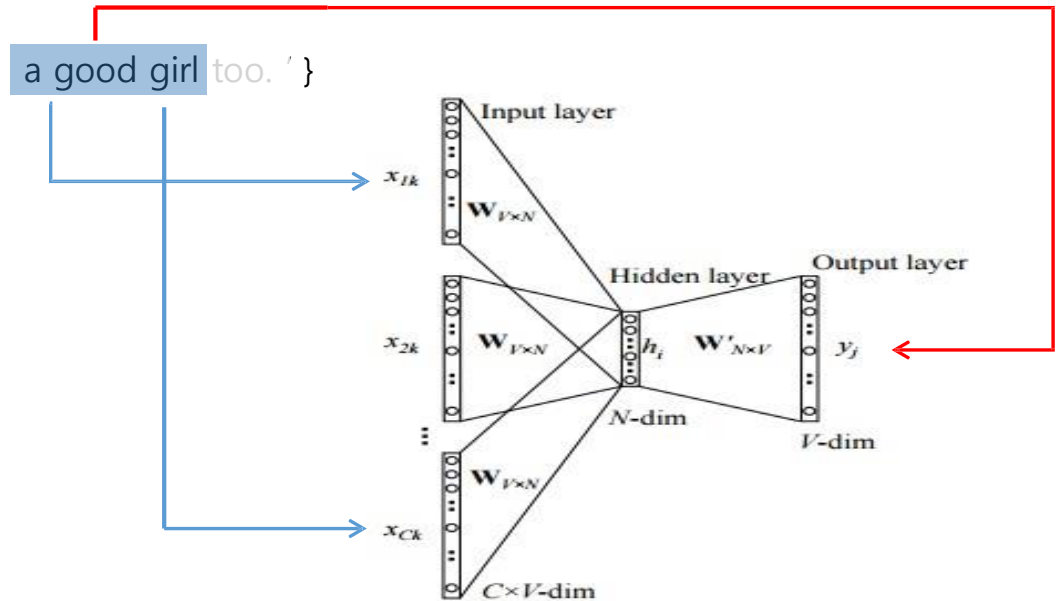 a good girl too. ' }
Input layer
x1k
WV×N
Hidden layer
Output layer
x2k
WV×N
hi
W'N×V
yj
N-dim
V-dim
WV×N
xCk
C×V-dim